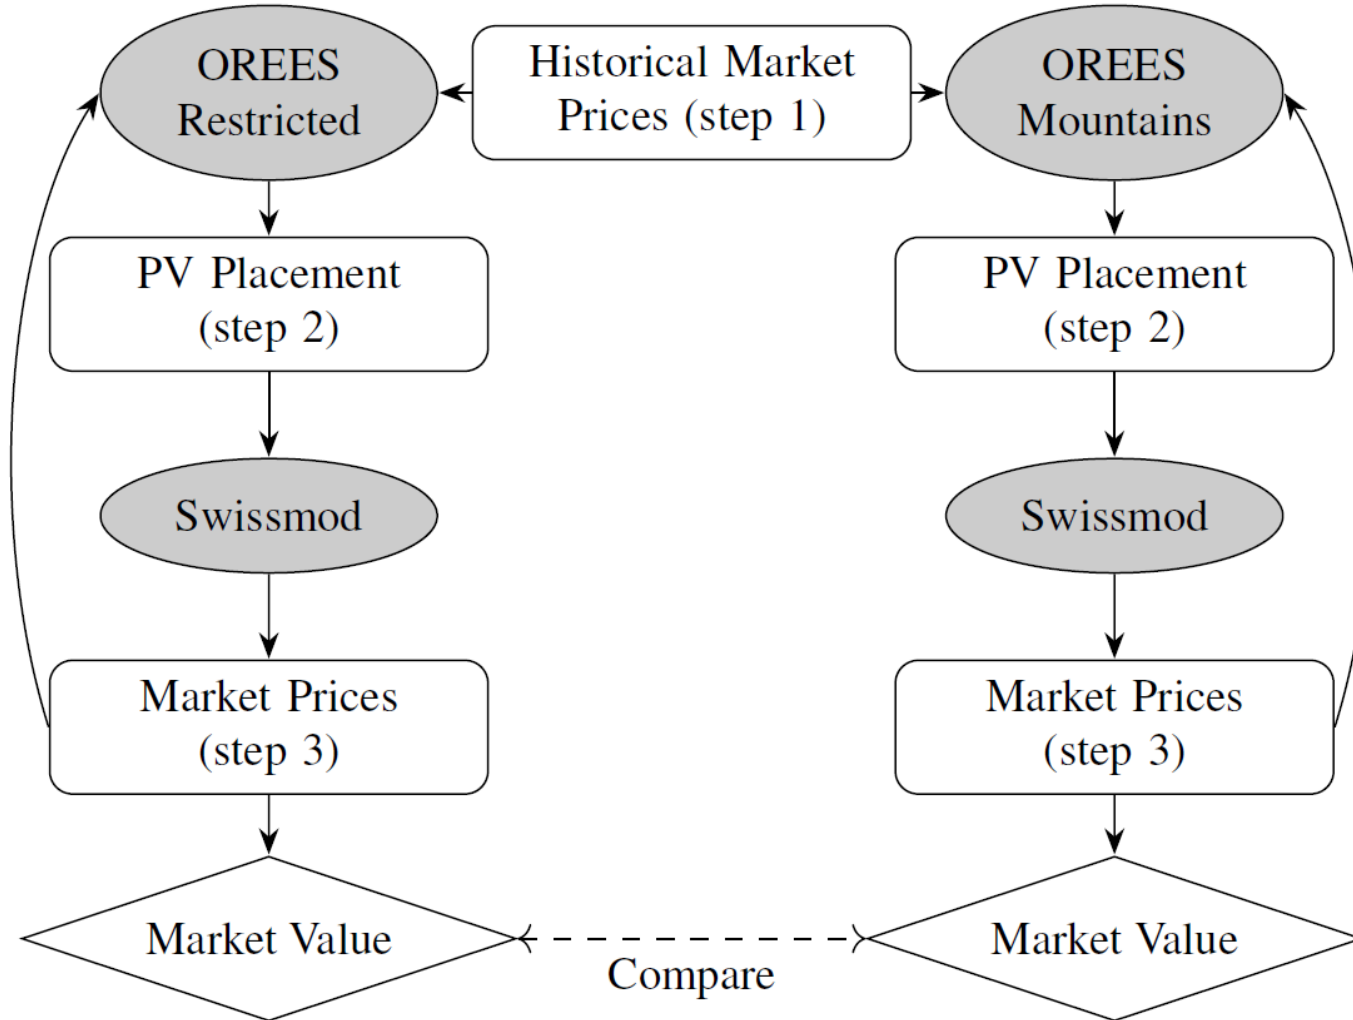 OREES
Restricted
Historical Market
Prices (step 1)
OREES
Mountains
PV Placement
(step 2)
PV Placement
(step 2)
Swissmod
Swissmod
Market Prices
(step 3)
Market Prices
(step 3)
Market Value
Compare
Market Value